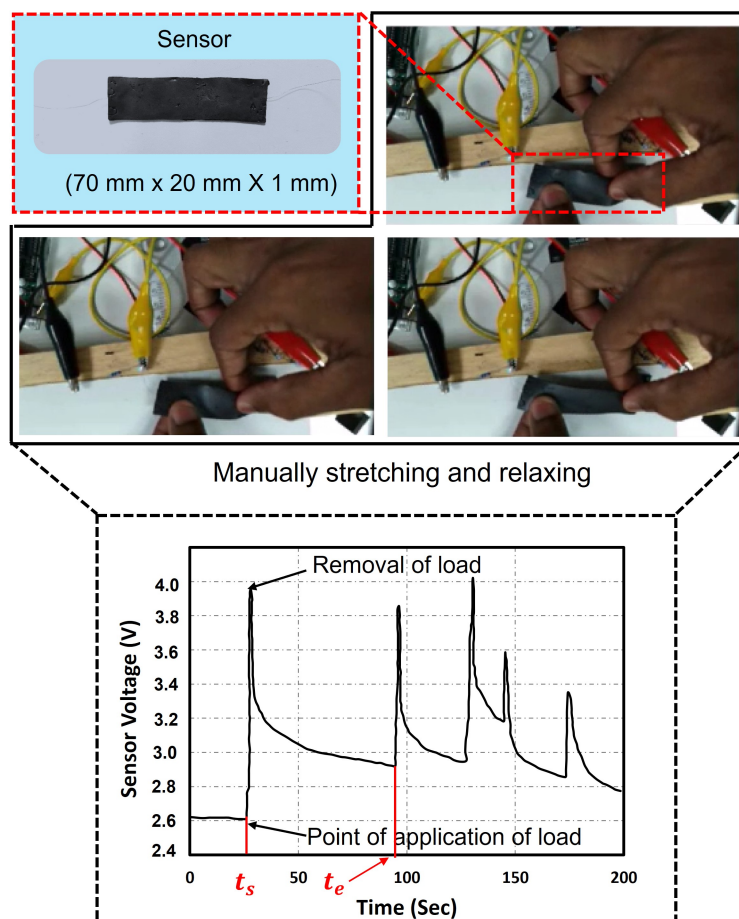 Sensor
(70 mm x 20 mm X 1 mm)
Manually stretching and relaxing
Removal of load
Point of application of load
Sensor Voltage (V)
4.0
3.8
3.6
3.4
3.2
3.0
2.8
2.6
2.4
0
50
100
150
200
t_s
t_e
Time (Sec)